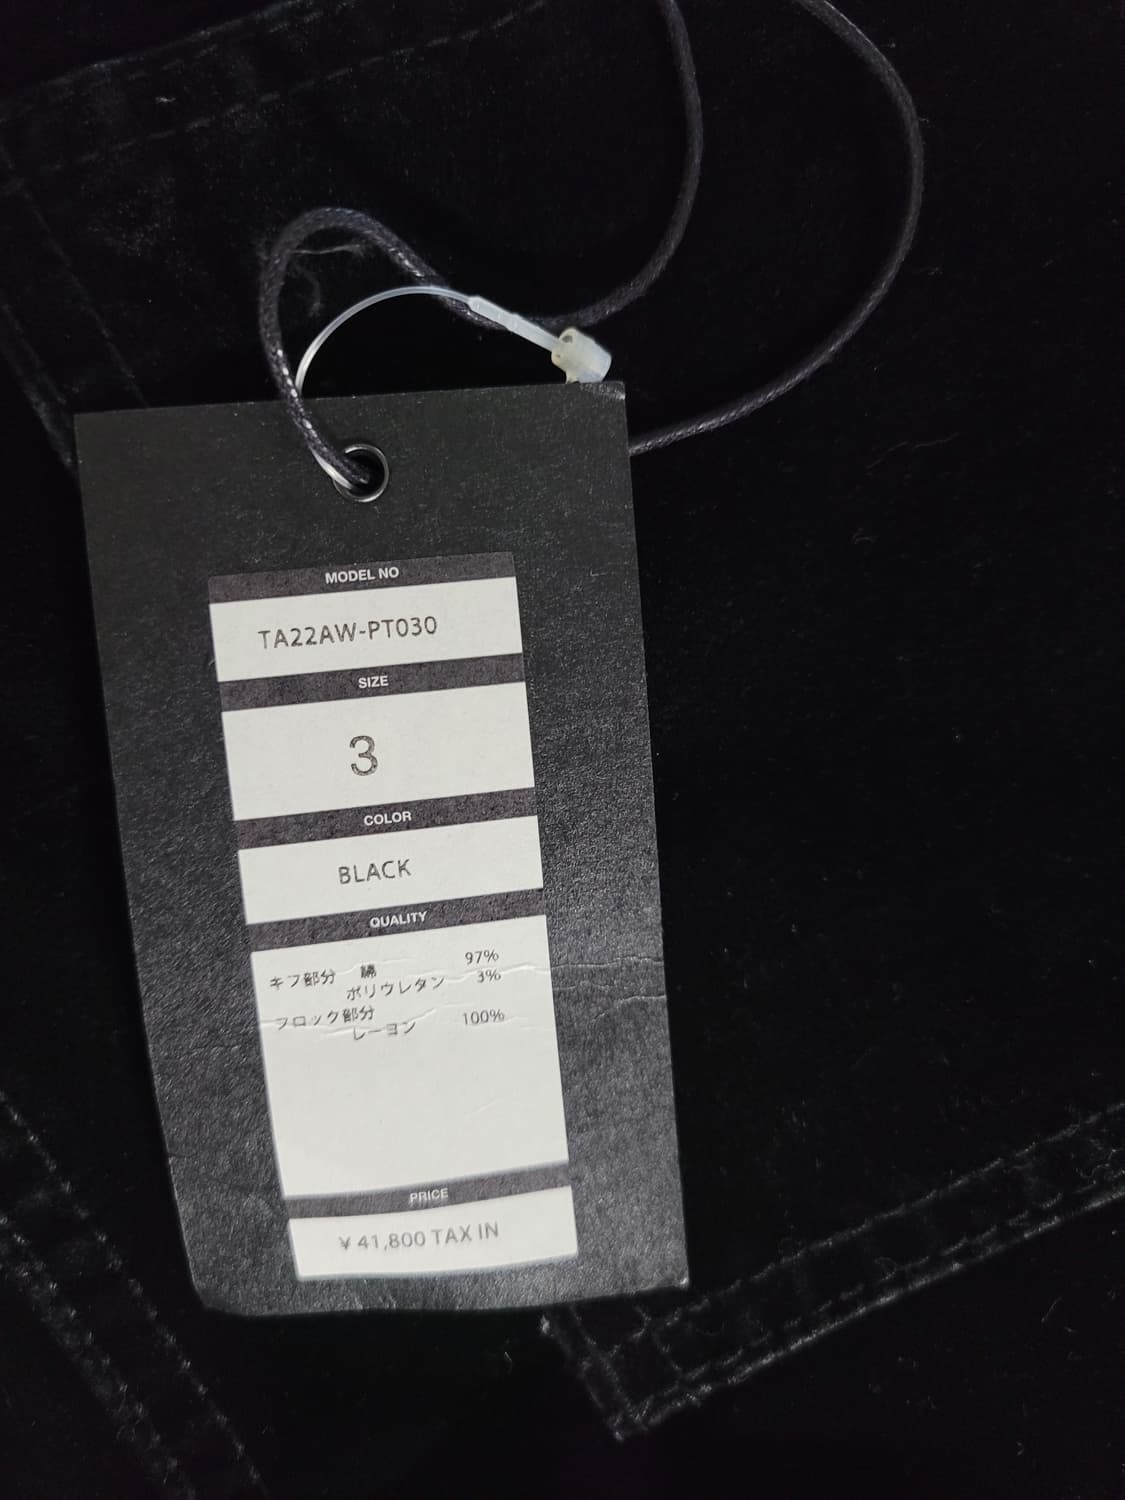 MODEL NO
TA22AW-PT030
SIZE
3
COLOR
BLACK
QUALITY
キフ部分 綿 97%
ポリウレタン 3%
フロック部分
レーヨン 100%
PRICE
¥ 41,800 TAX IN